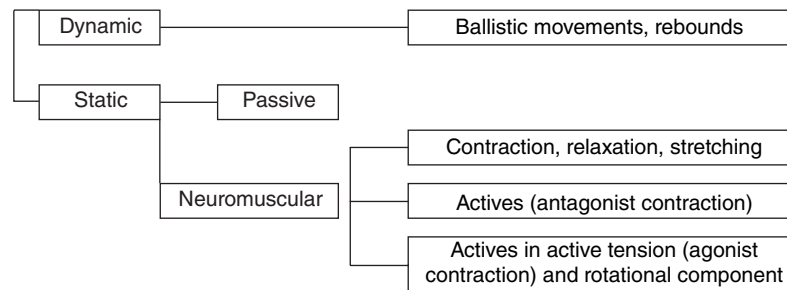 Dynamic
Ballistic movements, rebounds
Static
Passive
Contraction, relaxation, stretching
Neuromuscular
Actives (antagonist contraction)
Actives in active tension (agonist
contraction) and rotational component